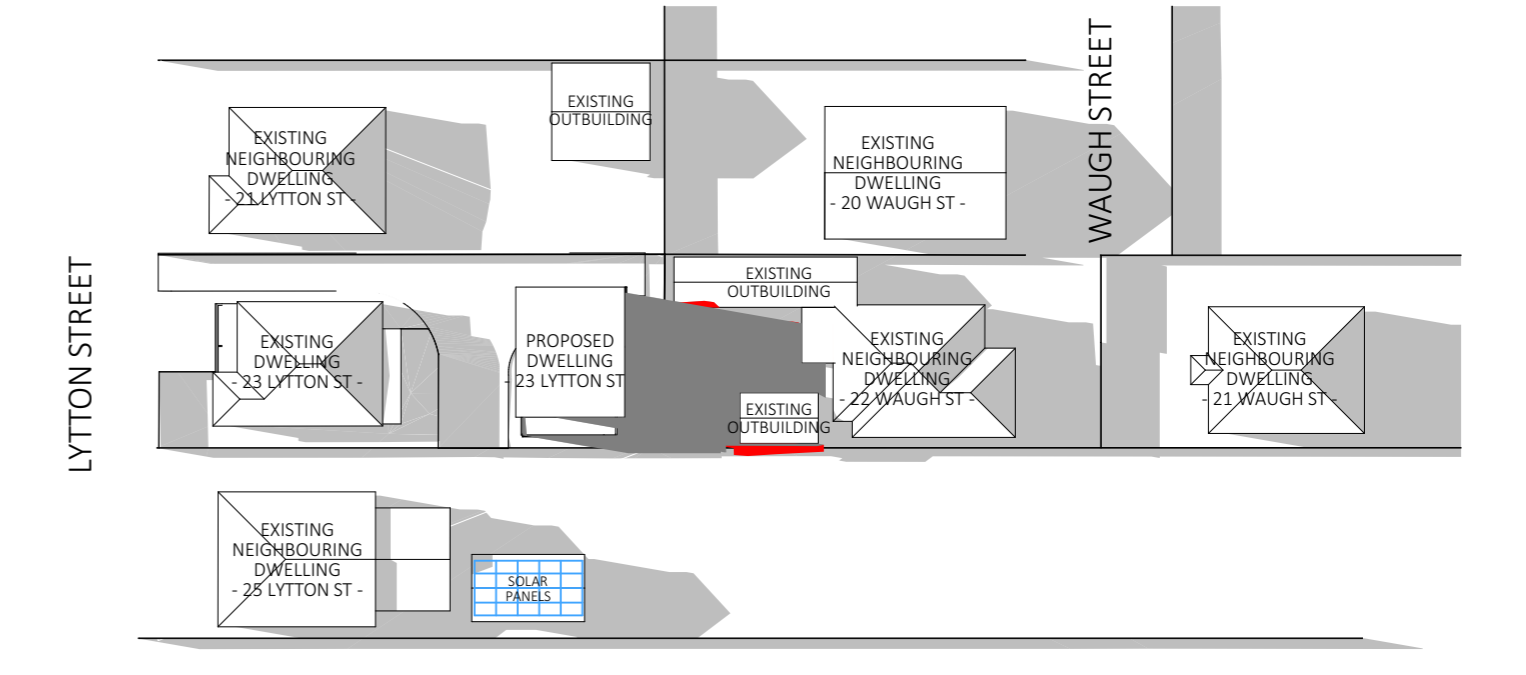 WAUGH STREET
EXISTING
OUTBUILDING
EXISTING
NEIGHBOURING
DWELLING
- 21 LYTTON ST -
EXISTING
NEIGHBOURING
DWELLING
- 20 WAUGH ST -
LYTTON STREET
EXISTING
OUTBUILDING
EXISTING
DWELLING
- 23 LYTTON ST -
PROPOSED
DWELLING
- 23 LYTTON ST
EXISTING
NEIGHBOURING
DWELLING
- 22 WAUGH ST -
EXISTING
NEIGHBOURING
DWELLING
- 21 WAUGH ST -
EXISTING
OUTBUILDING
EXISTING
NEIGHBOURING
DWELLING
- 25 LYTTON ST -
SOLAR
PANELS